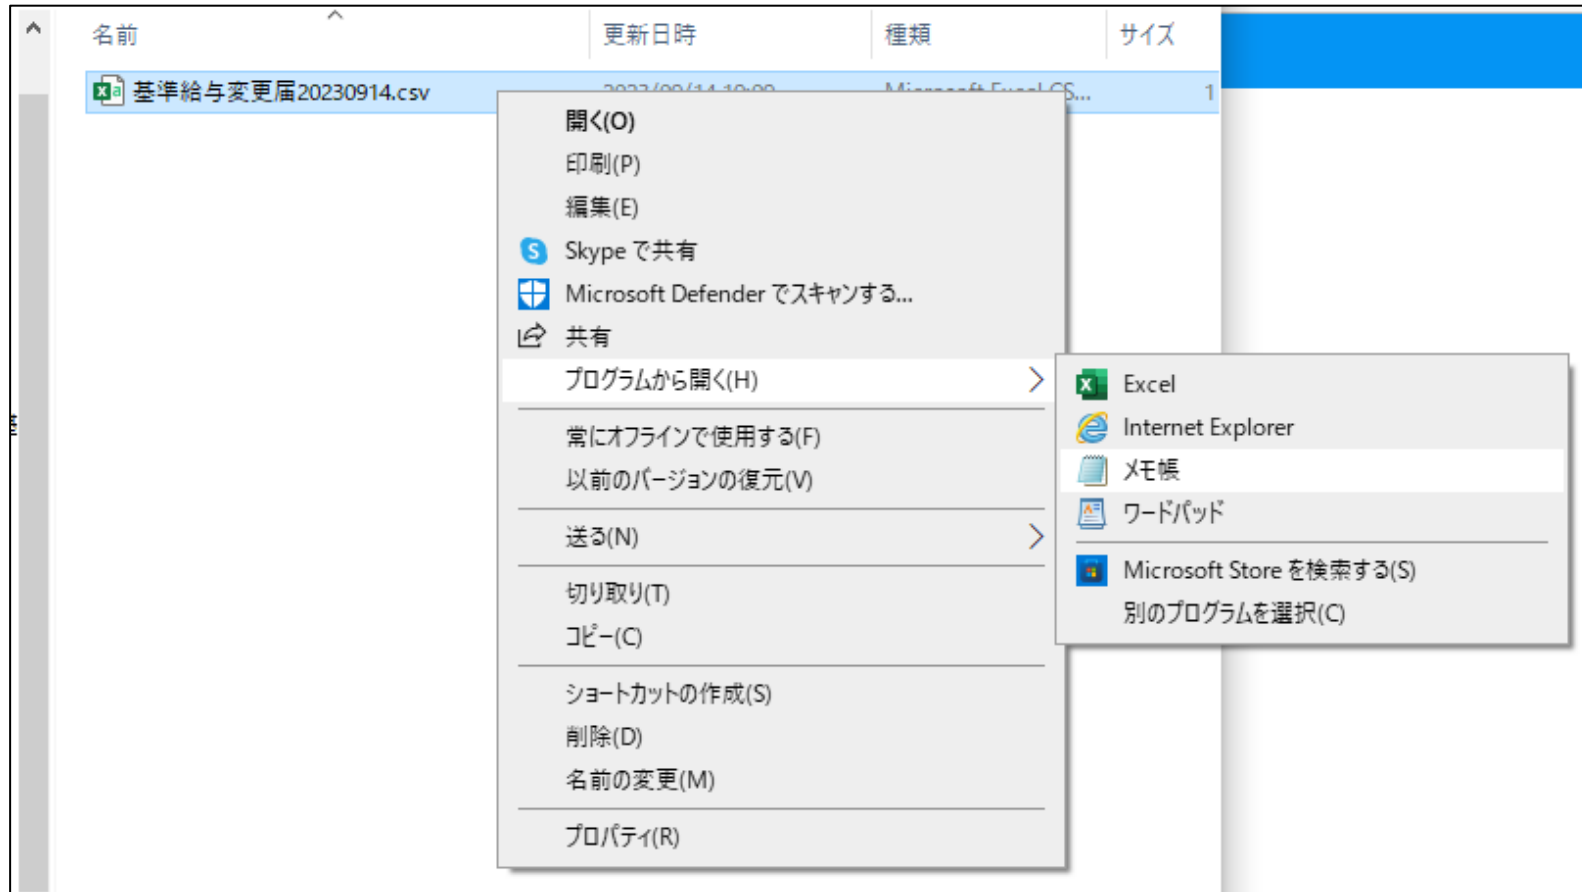 名前 更新日時 種類 サイズ
基準給与変更届20230914.csv 1
開く(O)
印刷(P)
編集(E)
Skype で共有
Microsoft Defender でスキャンする...
共有
プログラムから開く(H)
常にオフラインで使用する(F)
以前のバージョンの復元(V)
送る(N)
切り取り(T)
コピー(C)
ショートカットの作成(S)
削除(D)
名前の変更(M)
プロパティ(R)
Excel
Internet Explorer
メモ帳
ワードパッド
Microsoft Store を検索する(S)
別のプログラムを選択(C)